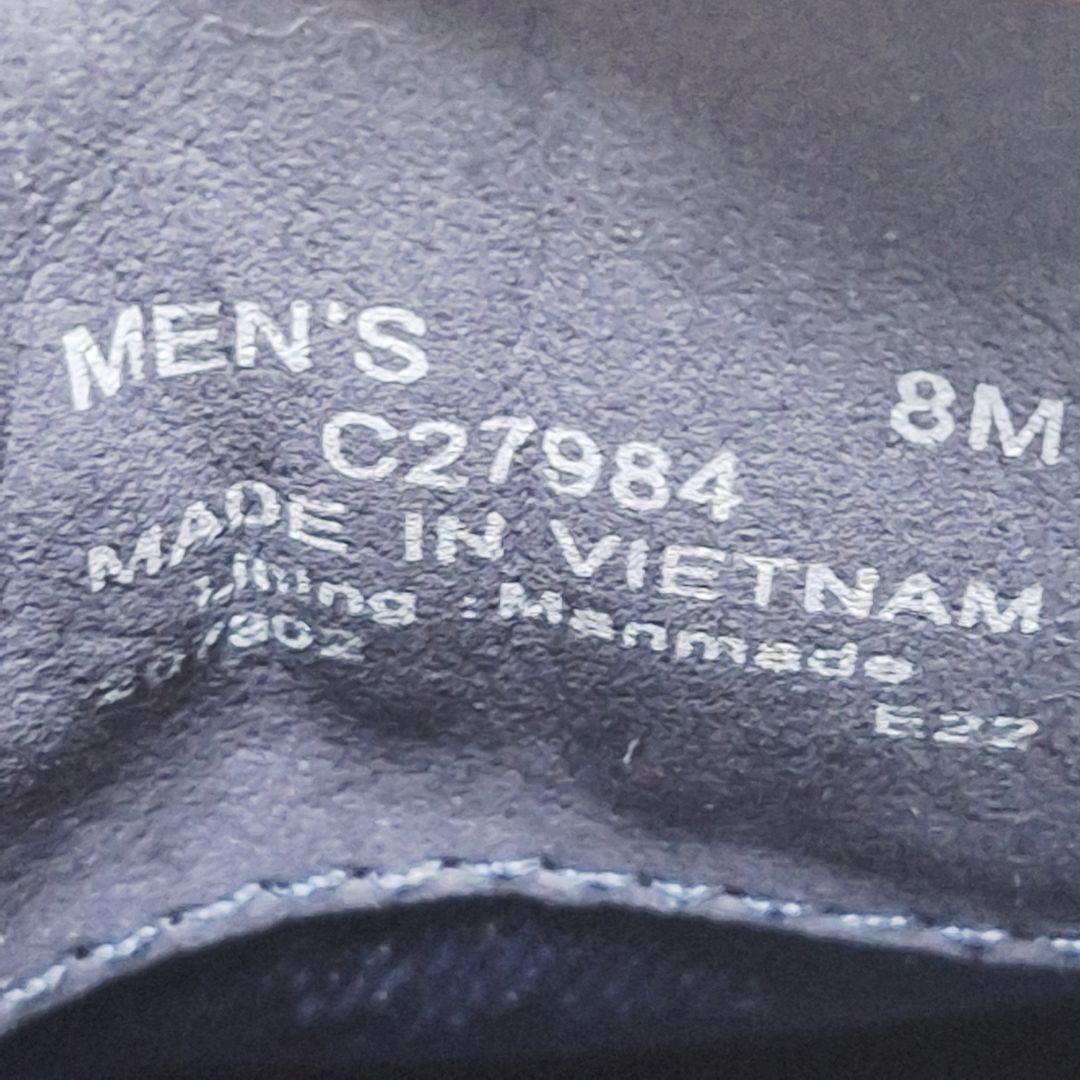 MEN'S 8M
C27984
MADE IN VIETNAM
Lining : Manmade
E22